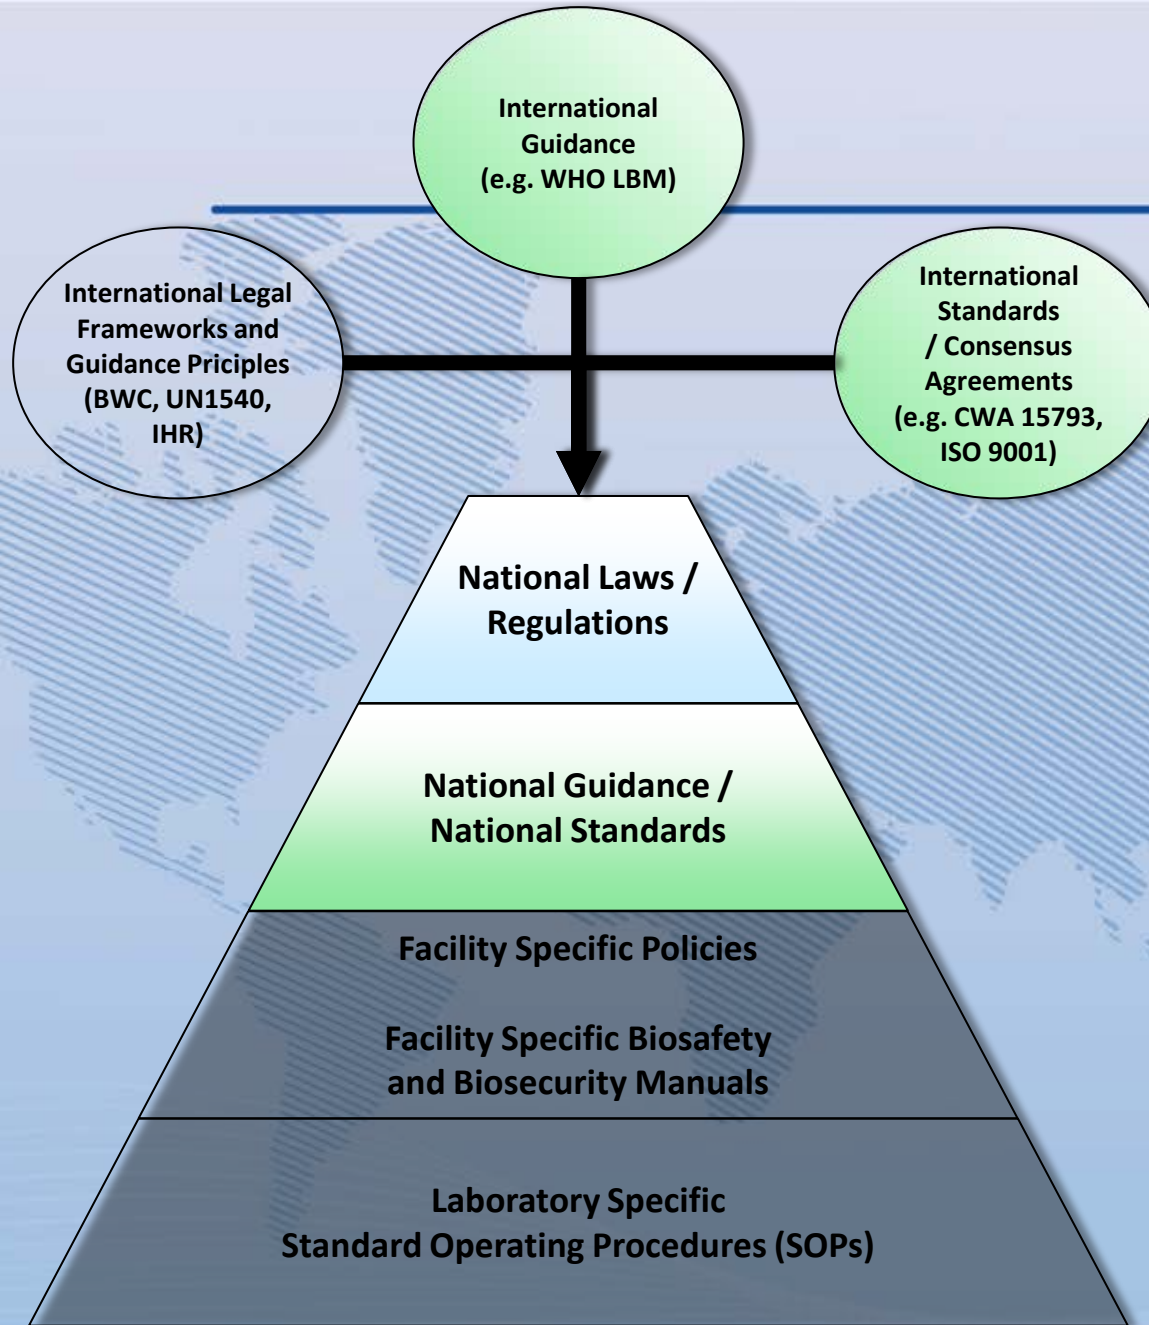 International
Guidance
(e.g. WHO LBM)
International Legal
Frameworks and
Guidance Priciples
(BWC, UN1540,
IHR)
International
Standards
/ Consensus
Agreements
(e.g. CWA 15793,
ISO 9001)
National Laws /
Regulations
National Guidance /
National Standards
Facility Specific Policies
Facility Specific Biosafety
and Biosecurity Manuals
Laboratory Specific
Standard Operating Procedures (SOPs)